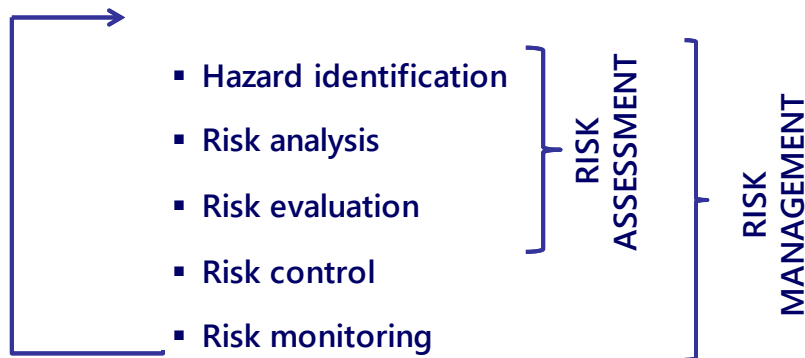 ▪ Hazard identification
▪ Risk analysis
▪ Risk evaluation
▪ Risk control
▪ Risk monitoring
RISK
ASSESSMENT
RISK
MANAGEMENT